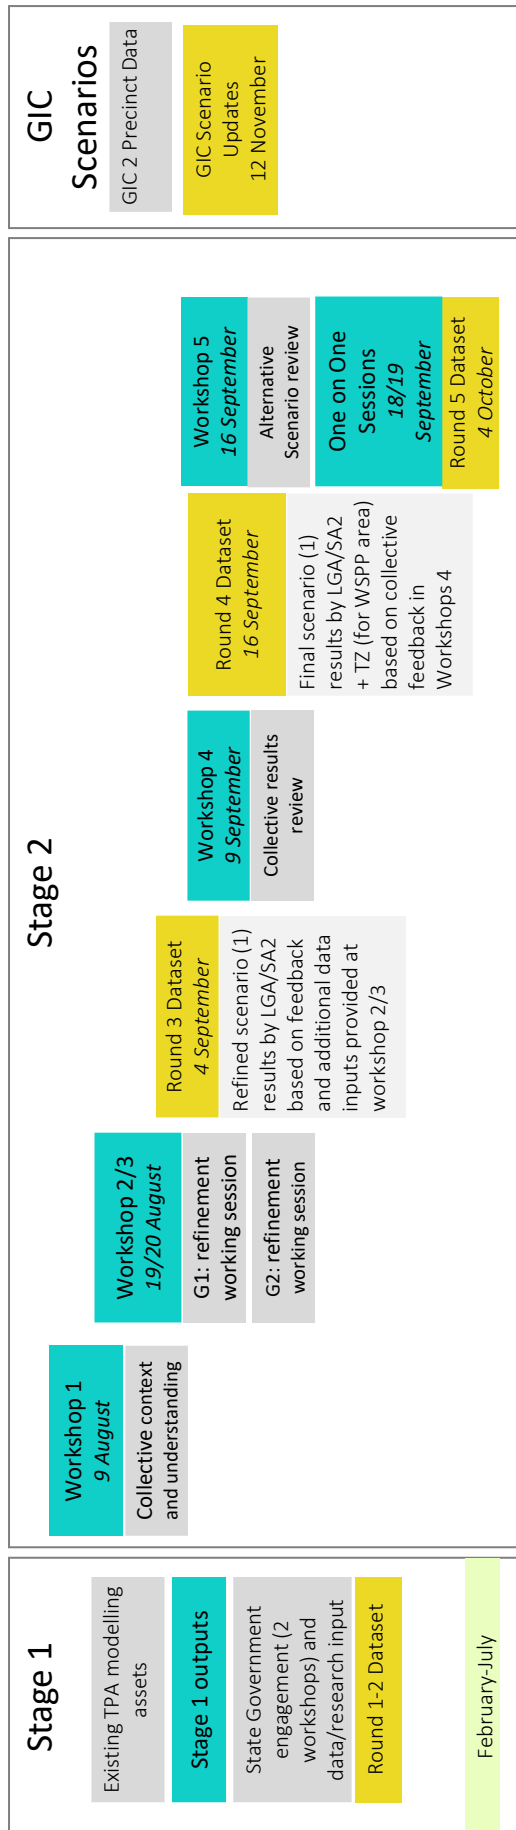 Stage 1
Existing TPA modelling
assets
Stage 1 outputs
State Government
engagement (2
workshops) and
data/research input
Round 1-2 Dataset
February-July
Stage 2
Workshop 1
9 August
Collective context
and understanding
Workshop 2/3
19/20 August
G1: refinement
working session
G2: refinement
working session
Round 3 Dataset
4 September
Refined scenario (1)
results by LGA/SA2
based on feedback
and additional data
inputs provided at
workshop 2/3
Workshop 4
9 September
Collective results
review
Round 4 Dataset
16 September
Final scenario (1)
results by LGA/SA2
+ TZ (for WSPP area)
based on collective
feedback in
Workshops 4
Workshop 5
16 September
Alternative
Scenario review
One on One
Sessions
18/19
September
Round 5 Dataset
4 October
GIC
Scenarios
GIC 2 Precinct Data
GIC Scenario
Updates
12 November